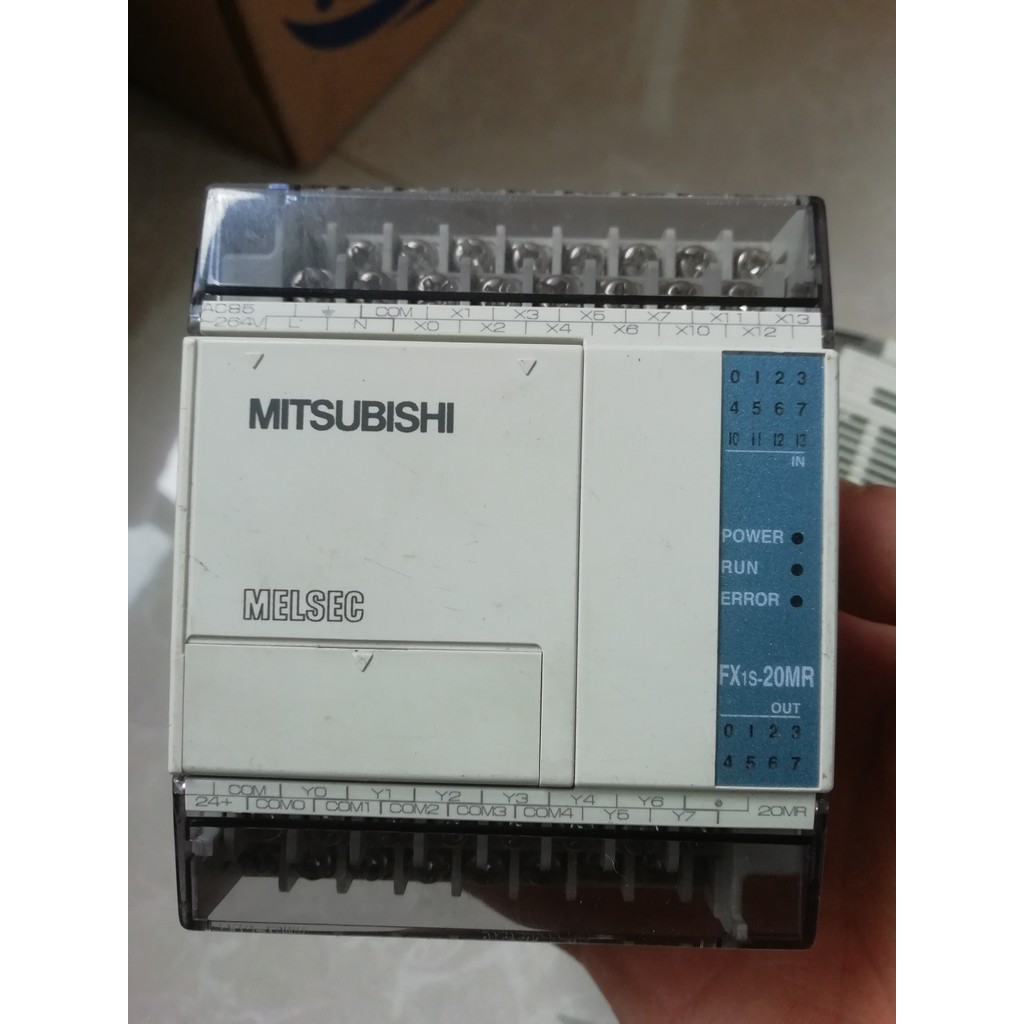 COM X1 X3 X5 X7 X11 X13
AC85
-264V L N X0 X2 X4 X6 X10 X12
MITSUBISHI
MELSEC
0 1 2 3
4 5 6 7
10 11 12 13
IN
POWER
RUN
ERROR
FX1S-20MR
OUT
0 1 2 3
4 5 6 7
COM Y0 Y1 Y2 Y3 Y4 Y6
24+ COM0 COM1 COM2 COM3 COM4 Y5 Y7 20MR